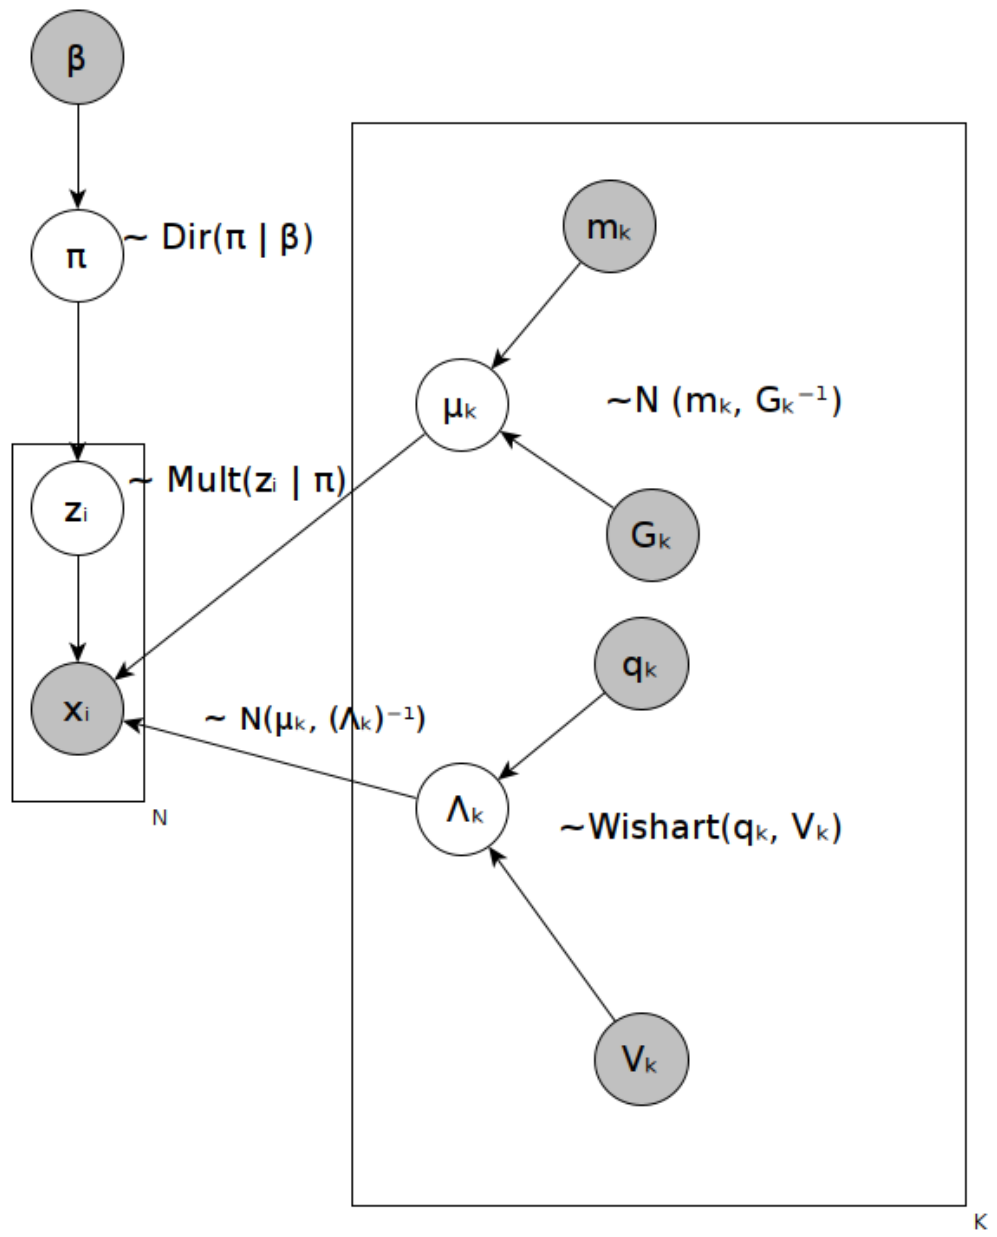 β
π
~ Dir(π | β)
mₖ
μₖ
~N (mₖ, Gₖ⁻¹)
zᵢ
~ Mult(zᵢ | π)
Gₖ
qₖ
xᵢ
~ N(μₖ, (Λₖ)⁻¹)
N
Λₖ
~Wishart(qₖ, Vₖ)
Vₖ
K